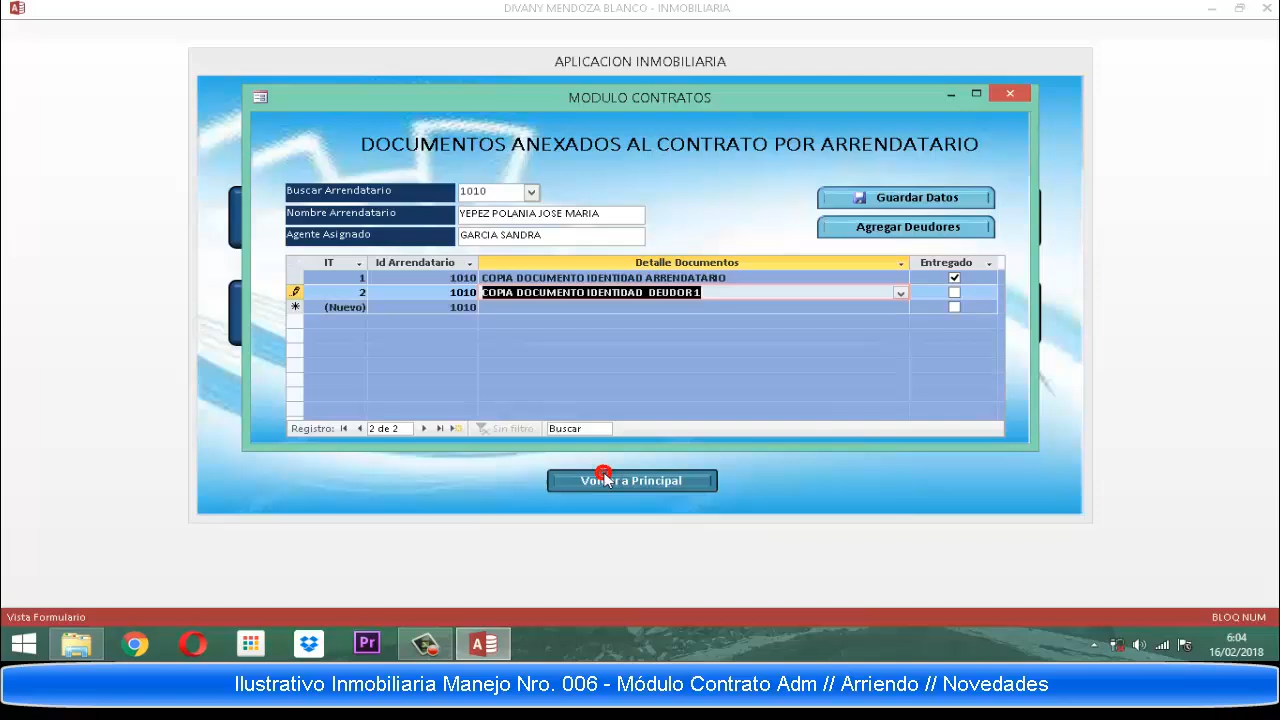 DIVANY MENDOZA BLANCO - INMOBILIARIA
APLICACION INMOBILIARIA
MODULO CONTRATOS
DOCUMENTOS ANEXADOS AL CONTRATO POR ARRENDATARIO
Buscar Arrendatario 1010
Nombre Arrendatario YEPEZ POLANIA JOSE MARIA
Agente Asignado GARCIA SANDRA
Guardar Datos
Agregar Deudores
IT Id Arrendatario Detalle Documentos Entregado
1 1010 COPIA DOCUMENTO IDENTIDAD ARRENDATARIO
2 1010 COPIA DOCUMENTO IDENTIDAD DEUDOR 1
(Nuevo) 1010
Registro: 2 de 2 Sin filtro Buscar
Volver a Principal
Vista Formulario BLOQ NUM
Pr
6:04
16/02/2018
Ilustrativo Inmobiliaria Manejo Nro. 006 - Módulo Contrato Adm // Arriendo // Novedades